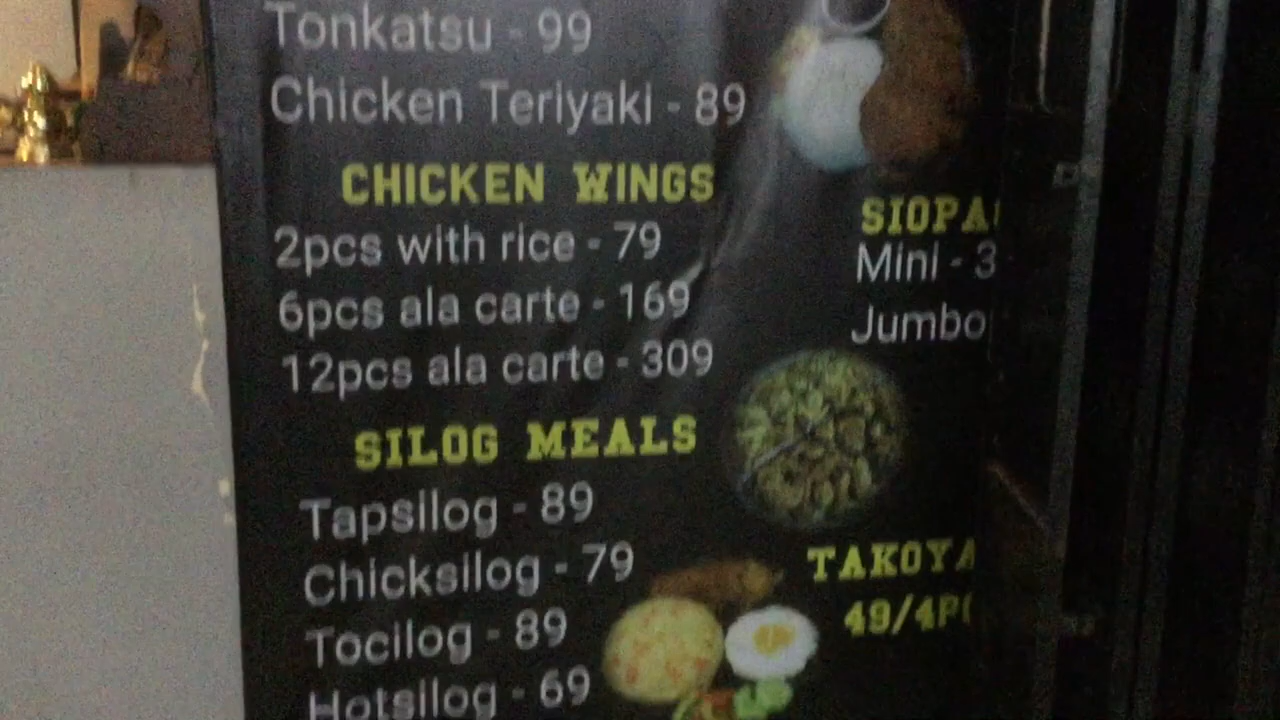 Tonkatsu - 99
Chicken Teriyaki - 89
CHICKEN WINGS
2pcs with rice - 79
6pcs ala carte - 169
12pcs ala carte - 309
SILOG MEALS
Tapsilog - 89
Chicksilog - 79
Tocilog - 89
Hotsilog - 69
SIOPA
Mini - 3
Jumbo
TAKOYA
49/4P